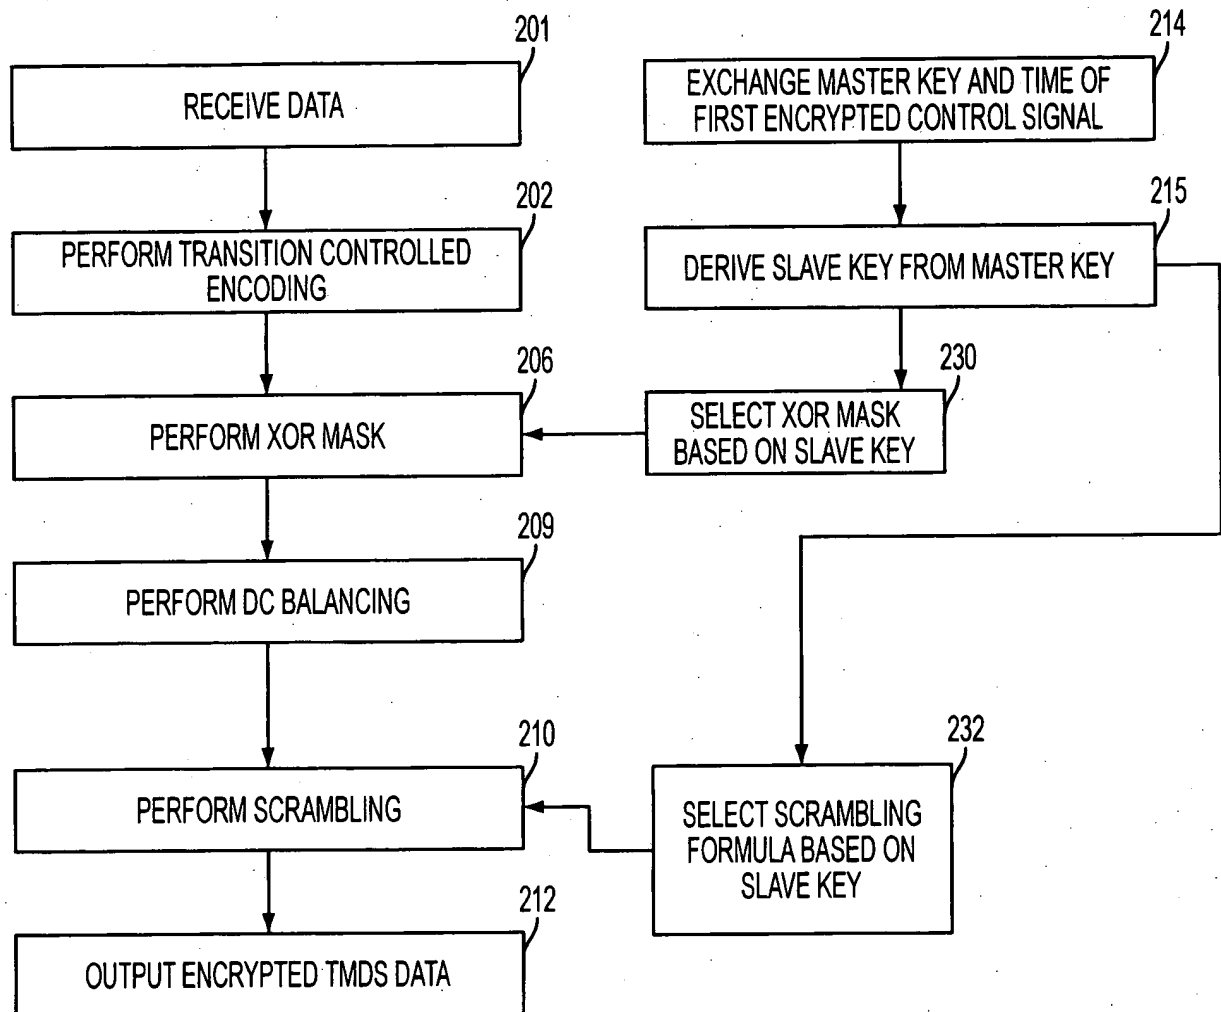 201
RECEIVE DATA
202
PERFORM TRANSITION CONTROLLED
ENCODING
206
PERFORM XOR MASK
209
PERFORM DC BALANCING
210
PERFORM SCRAMBLING
212
OUTPUT ENCRYPTED TMDS DATA
214
EXCHANGE MASTER KEY AND TIME OF
FIRST ENCRYPTED CONTROL SIGNAL
215
DERIVE SLAVE KEY FROM MASTER KEY
230
SELECT XOR MASK
BASED ON SLAVE KEY
232
SELECT SCRAMBLING
FORMULA BASED ON
SLAVE KEY